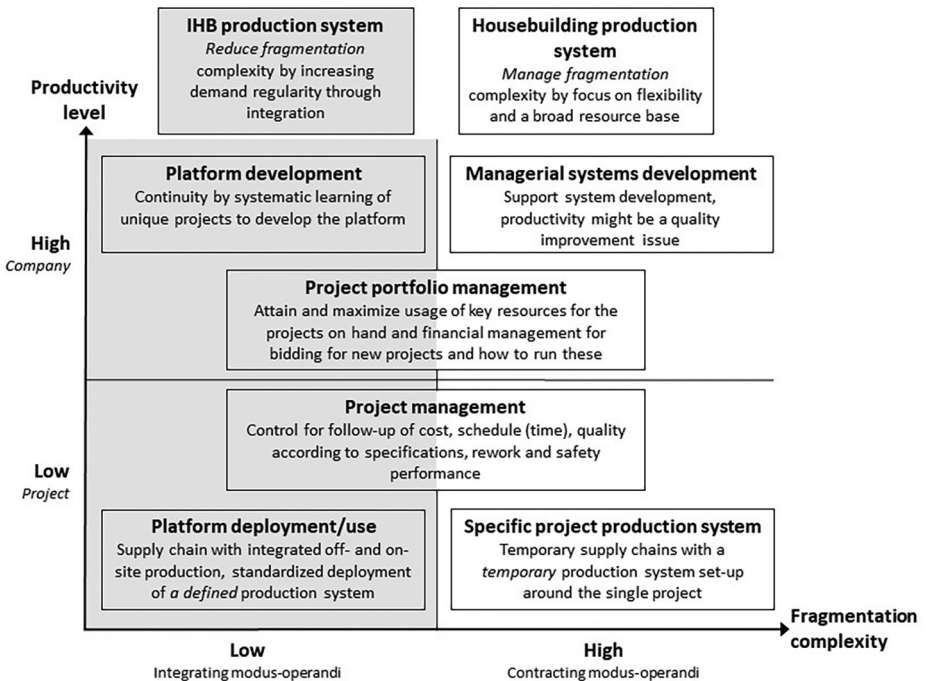 IHB production system
Reduce fragmentation
complexity by increasing
demand regularity through
integration
Housebuilding production
system
Manage fragmentation
complexity by focus on flexibility
and a broad resource base
Productivity
level
Platform development
Continuity by systematic learning of
unique projects to develop the platform
Managerial systems development
Support system development,
productivity might be a quality
improvement issue
High
Company
Project portfolio management
Attain and maximize usage of key resources for the
projects on hand and financial management for
bidding for new projects and how to run these
Project management
Control for follow-up of cost, schedule (time), quality
according to specifications, rework and safety
performance
Low
Project
Platform deployment/use
Supply chain with integrated off- and on-
site production, standardized deployment
of a defined production system
Specific project production system
Temporary supply chains with a
temporary production system set-up
around the single project
Fragmentation
complexity
Low
Integrating modus-operandi
High
Contracting modus-operandi